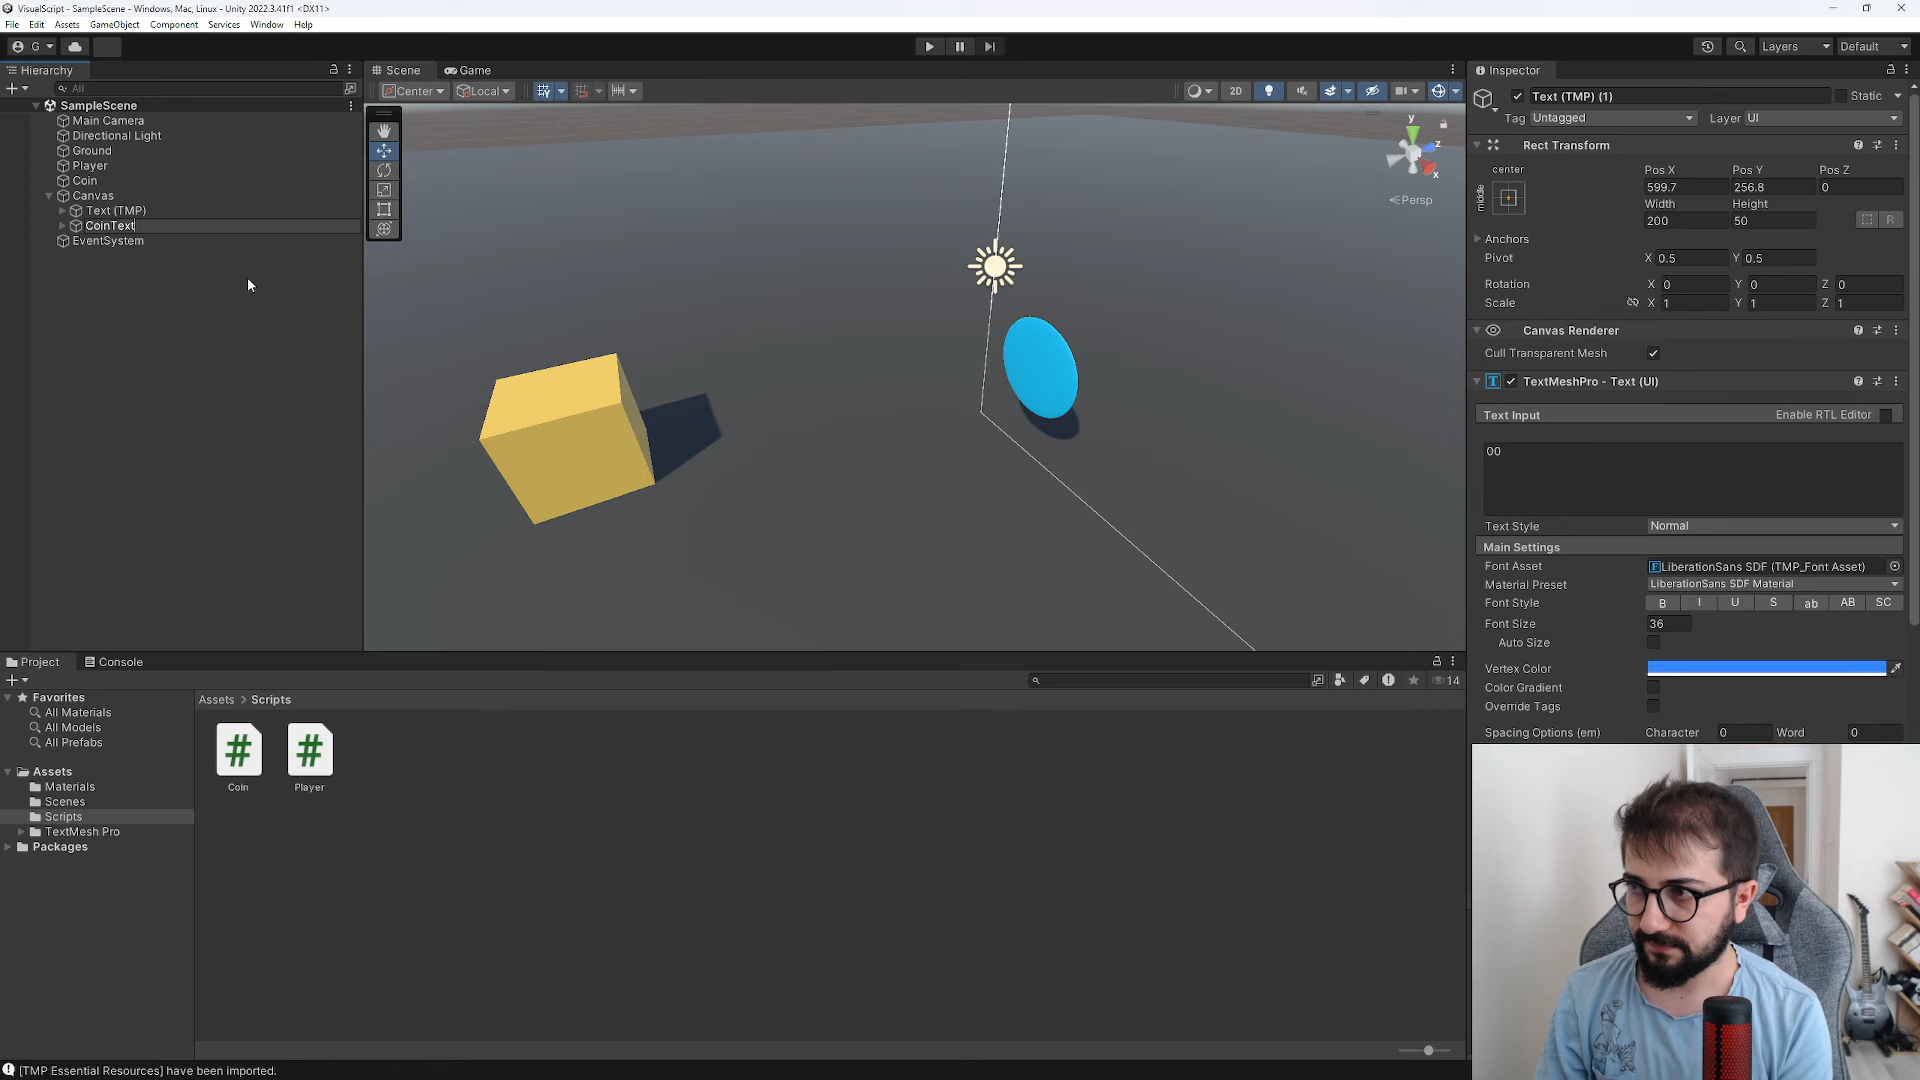 VisualScript - SampleScene - Windows, Mac, Linux - Unity 2022.3.41f1 <DX11>
File Edit Assets GameObject Component Services Window Help
G Layers Default
Hierarchy Scene Game Inspector
All Center Local 2D
SampleScene
Main Camera
Directional Light
Ground
Player
Coin
Canvas
Text (TMP)
CoinText
EventSystem
y
z
x
Persp
Text (TMP) (1) Static
Tag Untagged Layer UI
Rect Transform
center
middle
Pos X Pos Y Pos Z
599.7 256.8 0
Width Height
200 50 R
Anchors
Pivot X 0.5 Y 0.5
Rotation X 0 Y 0 Z 0
Scale X 1 Y 1 Z 1
Canvas Renderer
Cull Transparent Mesh
TextMeshPro - Text (UI)
Text Input Enable RTL Editor
00
Text Style Normal
Main Settings
Font Asset LiberationSans SDF (TMP_Font Asset)
Material Preset LiberationSans SDF Material
Font Style B I U S ab AB SC
Font Size 36
Auto Size
Vertex Color
Color Gradient
Override Tags
Spacing Options (em) Character 0 Word 0
Project Console
14
Favorites
All Materials
All Models
All Prefabs
Assets
Materials
Scenes
Scripts
TextMesh Pro
Packages
Assets > Scripts
#
Coin
#
Player
[TMP Essential Resources] have been imported.